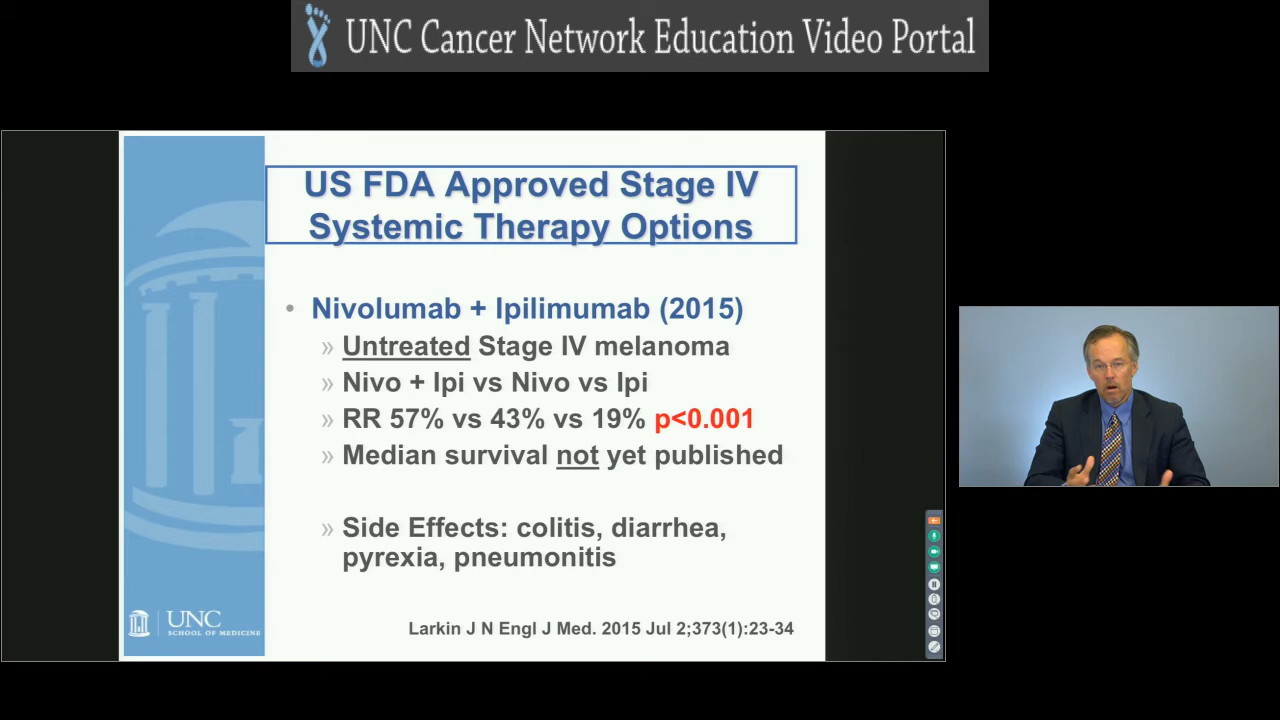 UNC Cancer Network Education Video Portal
US FDA Approved Stage IV
Systemic Therapy Options
• Nivolumab + Ipilimumab (2015)
» Untreated Stage IV melanoma
» Nivo + Ipi vs Nivo vs Ipi
» RR 57% vs 43% vs 19% p<0.001
» Median survival not yet published
» Side Effects: colitis, diarrhea,
pyrexia, pneumonitis
UNC
SCHOOL OF MEDICINE
Larkin J N Engl J Med. 2015 Jul 2;373(1):23-34